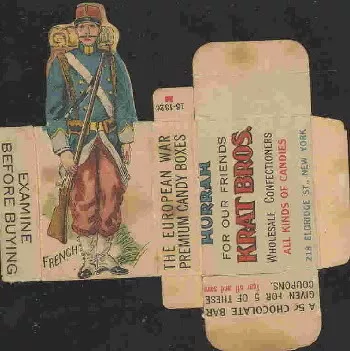 EXAMINE
BEFORE BUYING
FRENCH
THE EUROPEAN WAR
PREMIUM CANDY BOXES
HURRAH
FOR OUR FRIENDS
KRAT BROS.
WHOLESALE CONFECTIONERS
ALL KINDS OF CANDIES
218 ELDRIDGE ST., NEW YORK
A 5¢ CHOCOLATE BAR
GIVEN FOR 5 OF THESE
COUPONS.